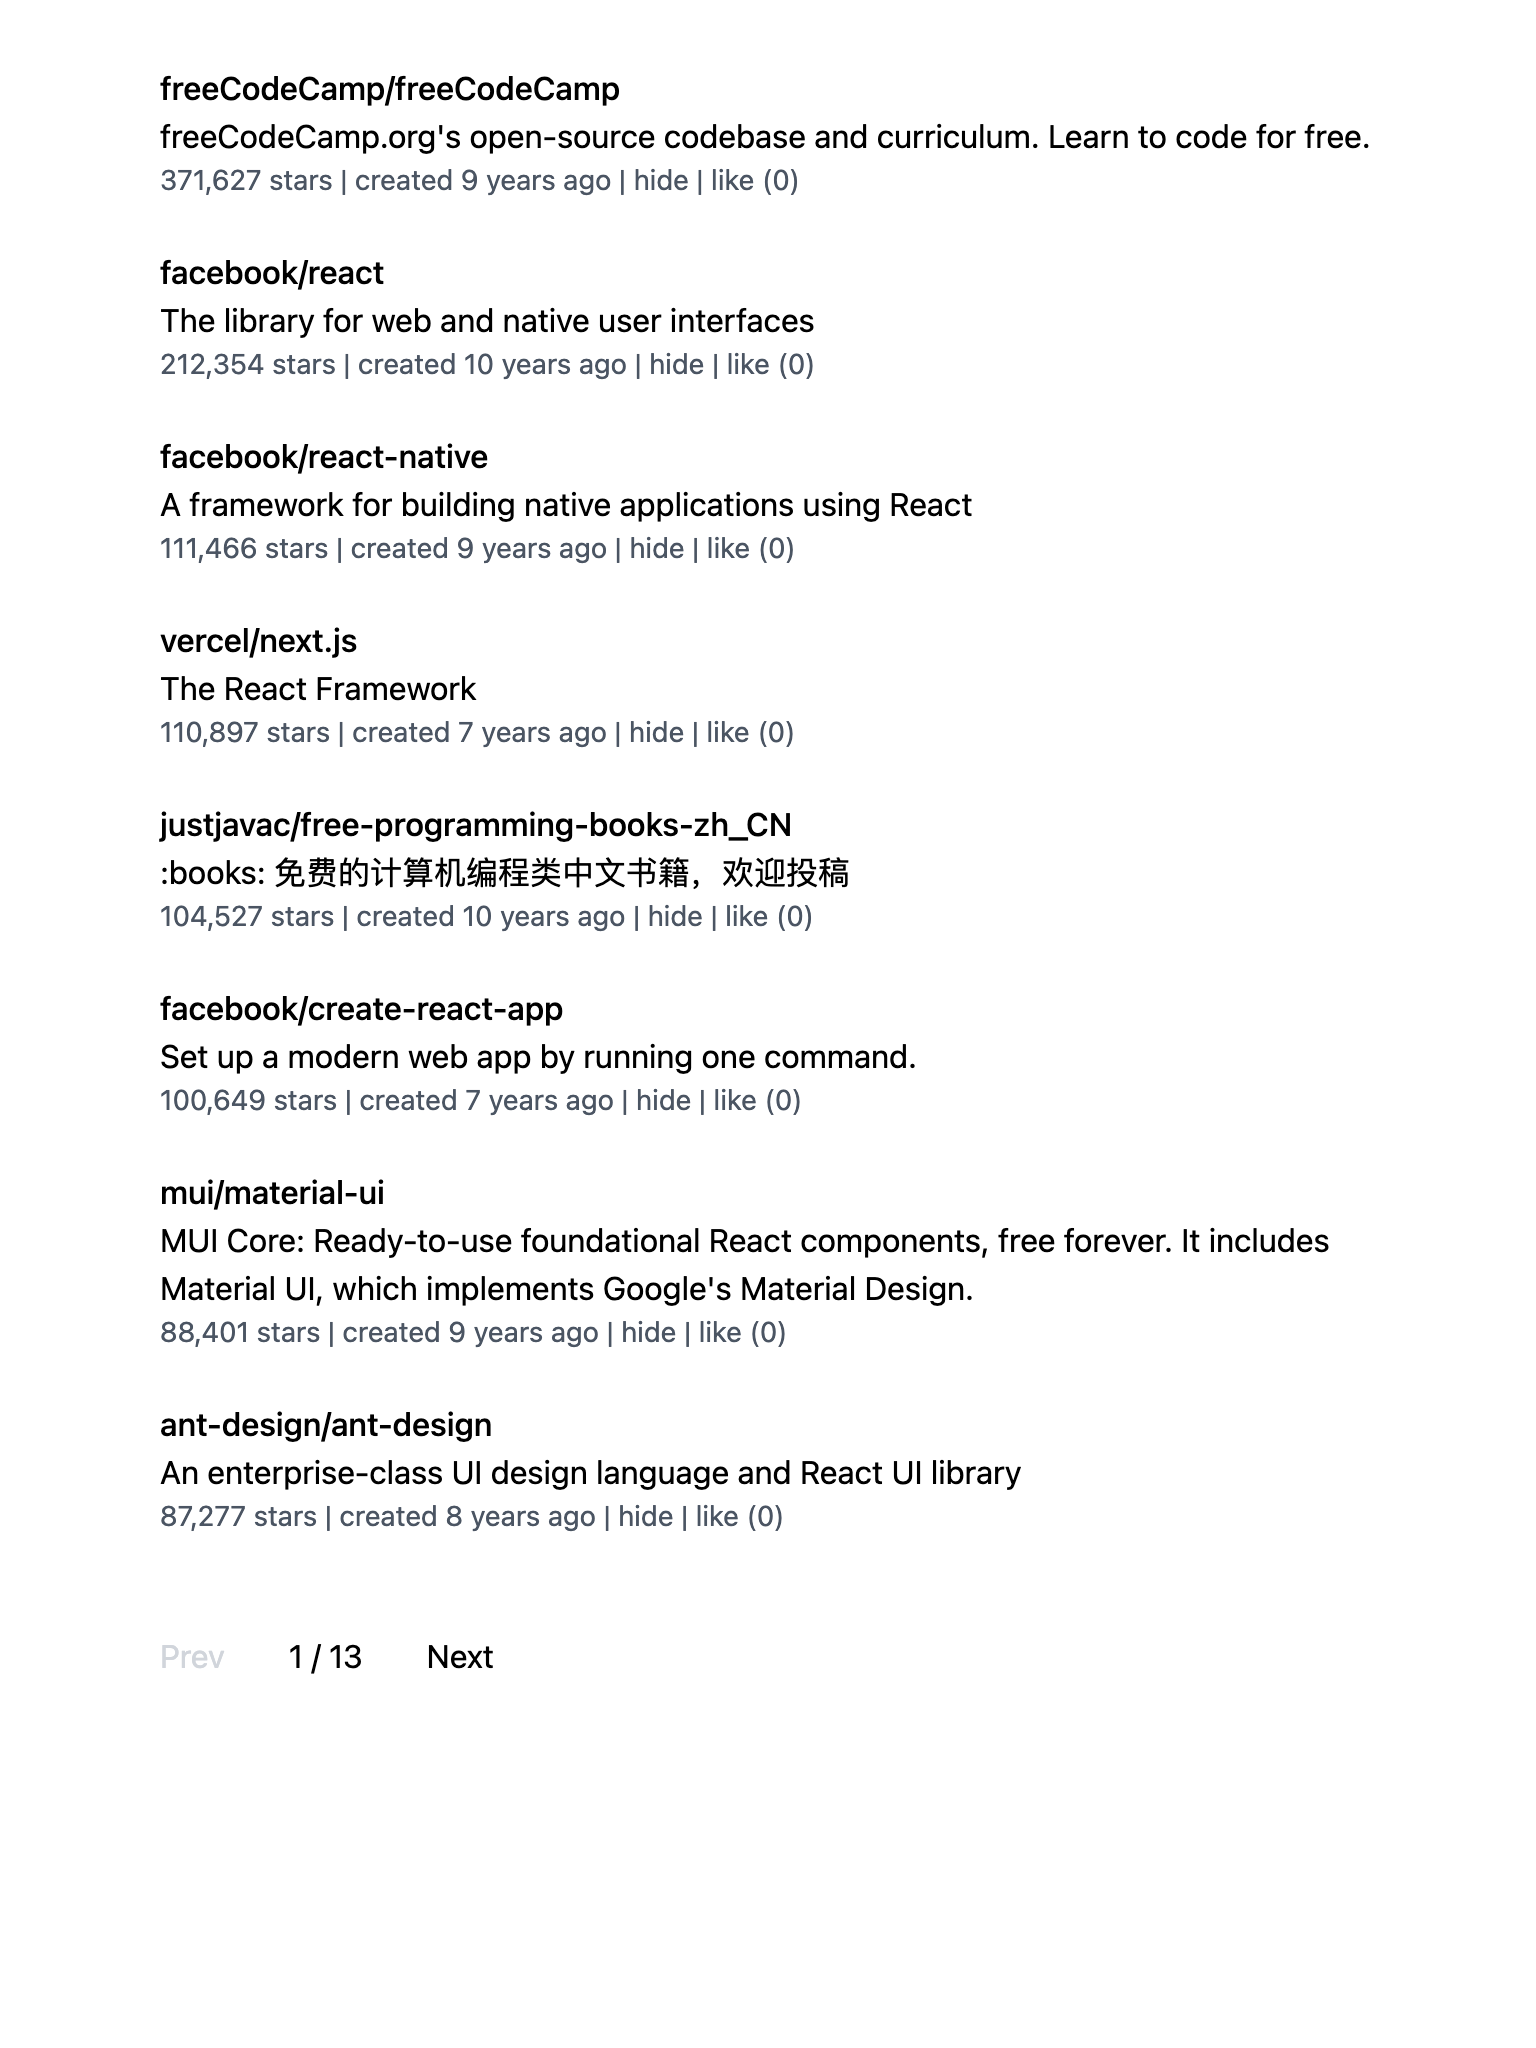 freeCodeCamp/freeCodeCamp
freeCodeCamp.org's open-source codebase and curriculum. Learn to code for free.
371,627 stars | created 9 years ago | hide | like (0)
facebook/react
The library for web and native user interfaces
212,354 stars | created 10 years ago | hide | like (0)
facebook/react-native
A framework for building native applications using React
111,466 stars | created 9 years ago | hide | like (0)
vercel/next.js
The React Framework
110,897 stars | created 7 years ago | hide | like (0)
justjavac/free-programming-books-zh_CN
:books: 免费的计算机编程类中文书籍，欢迎投稿
104,527 stars | created 10 years ago | hide | like (0)
facebook/create-react-app
Set up a modern web app by running one command.
100,649 stars | created 7 years ago | hide | like (0)
mui/material-ui
MUI Core: Ready-to-use foundational React components, free forever. It includes
Material UI, which implements Google's Material Design.
88,401 stars | created 9 years ago | hide | like (0)
ant-design/ant-design
An enterprise-class UI design language and React UI library
87,277 stars | created 8 years ago | hide | like (0)
Prev 1 / 13 Next